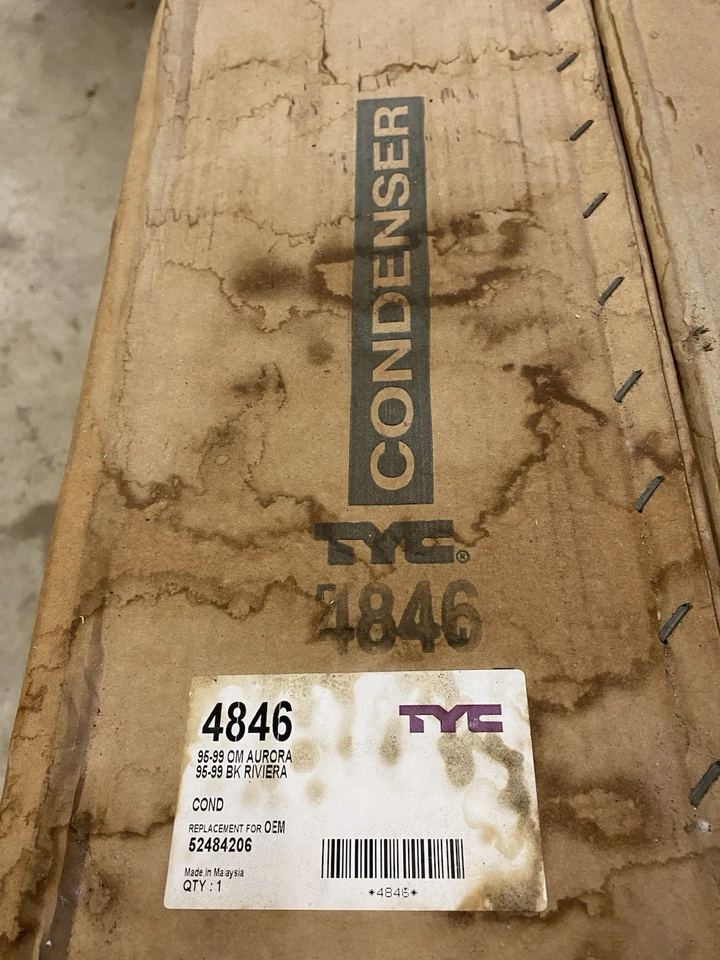 CONDENSER
TYC®
4846
4846
TYC
95-99 OM AURORA
95-99 BK RIVIERA
COND
REPLACEMENT FOR OEM
52484206
Made In Malaysia
QTY : 1
*4846*